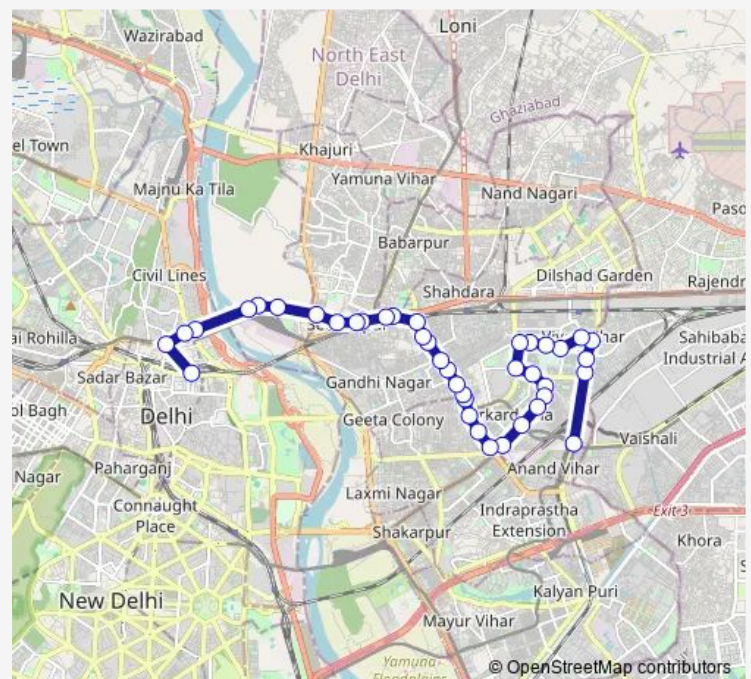 Loni
Wazirabad
North East
Delhi
Ghaziabad
el Town
Khajuri
Yamuna Vihar
Majnu Ka Tila
Nand Nagari
Paso
Babarpur
Civil Lines
Dilshad Garden
Shahdara
Rajendr
ai Rohilla
Sahibaba
Industrial A
Sadar Bazar
Gandhi Nagar
ol Bagh
Delhi
Geeta Colony
Vaishali
Paharganj
Anand Vihar
Nagar
Laxmi Nagar
Connaught
Place
Indraprastha
Extension
Exit 3
Shakarpur
Khora
New Delhi
Kalyan Puri
Mayur Vihar
Yamuna
Floodplains
© OpenStreetMap contributors